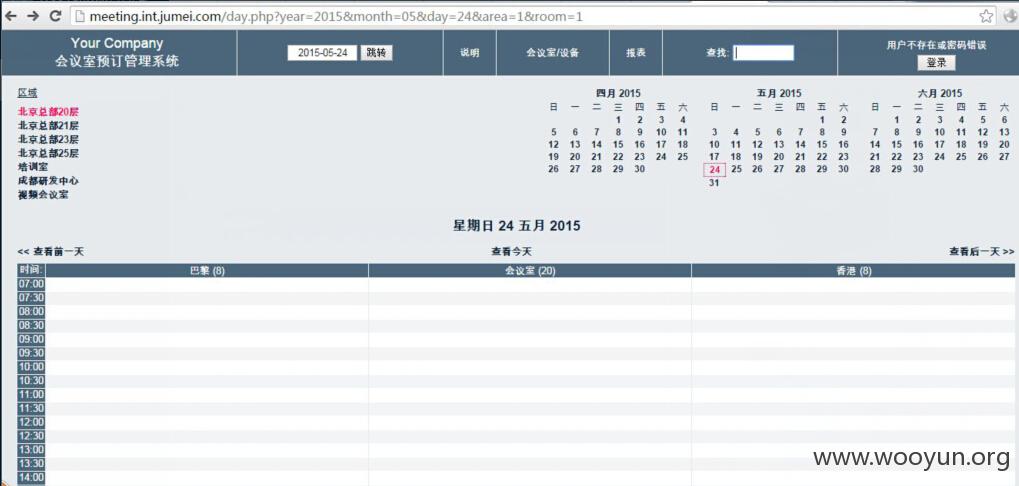 meeting.int.jumei.com/day.php?year=2015&month=05&day=24&area=1&room=1
Your Company
会议室预订管理系统
2015-05-24 跳转
说明
会议室/设备
报表
查找:
用户不存在或密码错误
登录
区域
北京总部20层
北京总部21层
北京总部23层
北京总部25层
培训室
成都研发中心
视频会议室
四月 2015
日 一 二 三 四 五 六
1 2 3 4
5 6 7 8 9 10 11
12 13 14 15 16 17 18
19 20 21 22 23 24 25
26 27 28 29 30
五月 2015
日 一 二 三 四 五 六
1 2
3 4 5 6 7 8 9
10 11 12 13 14 15 16
17 18 19 20 21 22 23
24 25 26 27 28 29 30
31
六月 2015
日 一 二 三 四 五 六
1 2 3 4 5 6
7 8 9 10 11 12 13
14 15 16 17 18 19 20
21 22 23 24 25 26 27
28 29 30
星期日 24 五月 2015
<< 查看前一天
查看今天
查看后一天 >>
时间: 巴黎 (8) 会议室 (20) 香港 (8)
07:00
07:30
08:00
08:30
09:00
09:30
10:00
10:30
11:00
11:30
12:00
12:30
13:00
13:30
14:00
www.wooyun.org